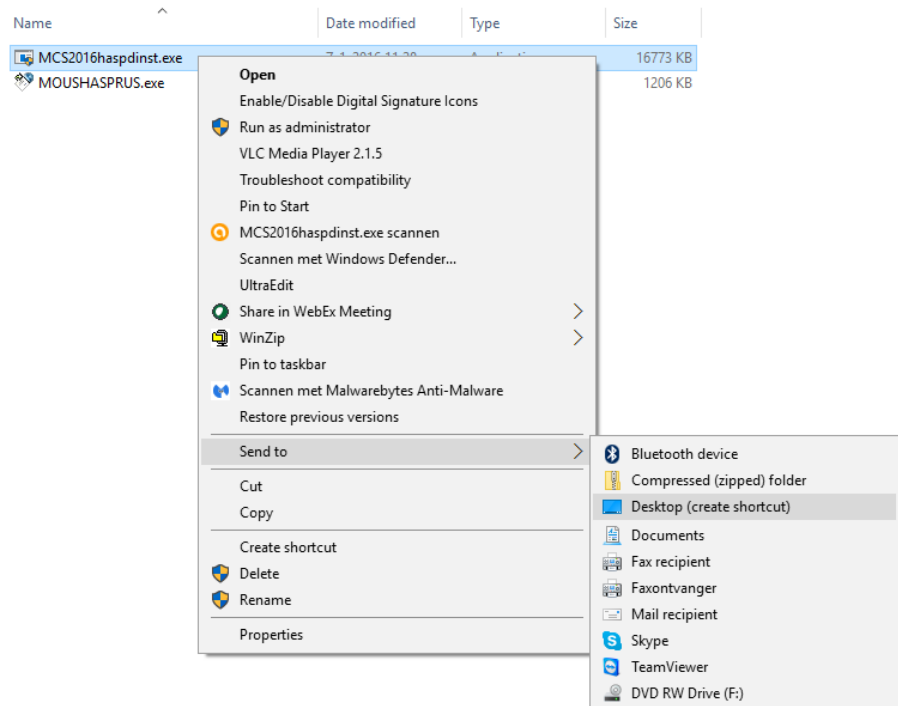 Name Date modified Type Size
MCS2016haspdinst.exe 16773 KB
MOUSHASPRUS.exe 1206 KB
Open
Enable/Disable Digital Signature Icons
Run as administrator
VLC Media Player 2.1.5
Troubleshoot compatibility
Pin to Start
MCS2016haspdinst.exe scannen
Scannen met Windows Defender...
UltraEdit
Share in WebEx Meeting
WinZip
Pin to taskbar
Scannen met Malwarebytes Anti-Malware
Restore previous versions
Send to
Cut
Copy
Create shortcut
Delete
Rename
Properties
Bluetooth device
Compressed (zipped) folder
Desktop (create shortcut)
Documents
Fax recipient
Faxontvanger
Mail recipient
Skype
TeamViewer
DVD RW Drive (F:)